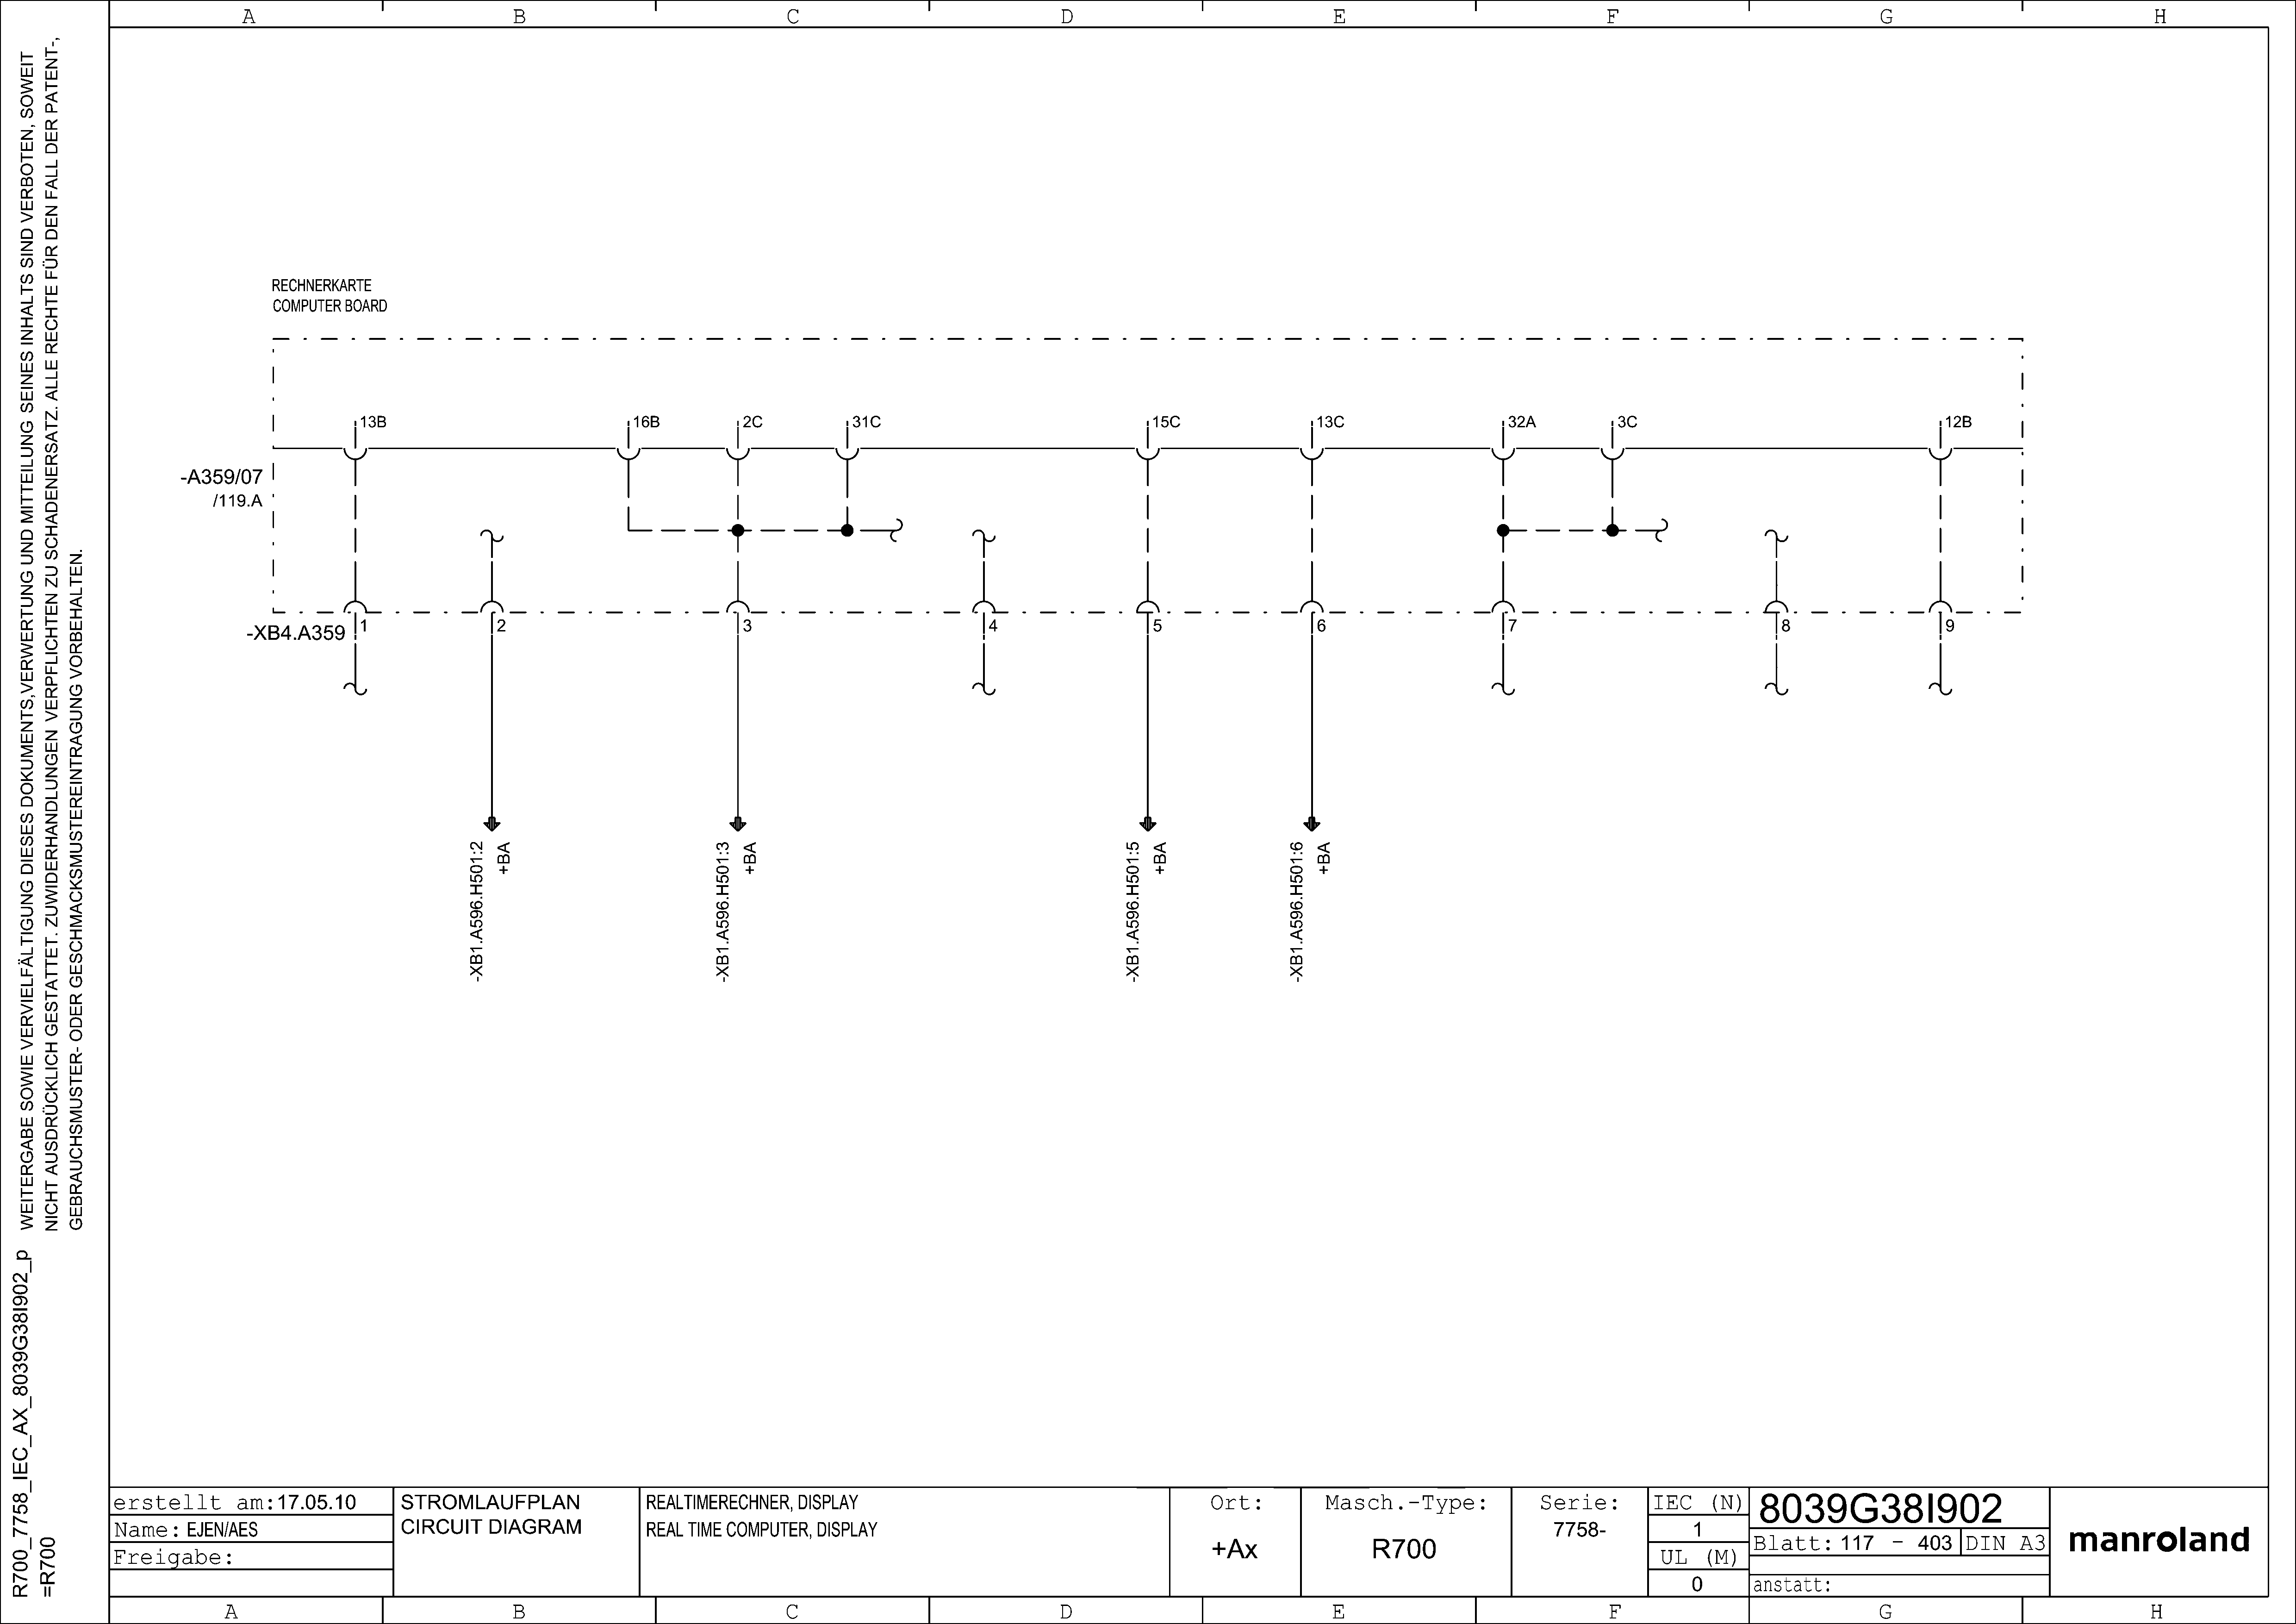 A B C D E F G H
WEITERGABE SOWIE VERVIELFÄLTIGUNG DIESES DOKUMENTS,VERWERTUNG UND MITTEILUNG SEINES INHALTS SIND VERBOTEN, SOWEIT
NICHT AUSDRÜCKLICH GESTATTET. ZUWIDERHANDLUNGEN VERPFLICHTEN ZU SCHADENERSATZ. ALLE RECHTE FÜR DEN FALL DER PATENT-,
GEBRAUCHSMUSTER- ODER GESCHMACKSMUSTEREINTRAGUNG VORBEHALTEN.
R700_7758_IEC_AX_8039G38I902_p
=R700
RECHNERKARTE
COMPUTER BOARD
13B 16B 2C 31C 15C 13C 32A 3C 12B
-A359/07
/119.A
-XB4.A359 1 2 3 4 5 6 7 8 9
-XB1.A596.H501:2
+BA
-XB1.A596.H501:3
+BA
-XB1.A596.H501:5
+BA
-XB1.A596.H501:6
+BA
erstellt am:17.05.10
Name: EJEN/AES
Freigabe:
STROMLAUFPLAN
CIRCUIT DIAGRAM
REALTIMERECHNER, DISPLAY
REAL TIME COMPUTER, DISPLAY
Ort:
+Ax
Masch.-Type:
R700
Serie:
7758-
IEC (N)
1
UL (M)
0
8039G38I902
Blatt: 117 - 403 DIN A3
anstatt:
manroland
A B C D E F G H